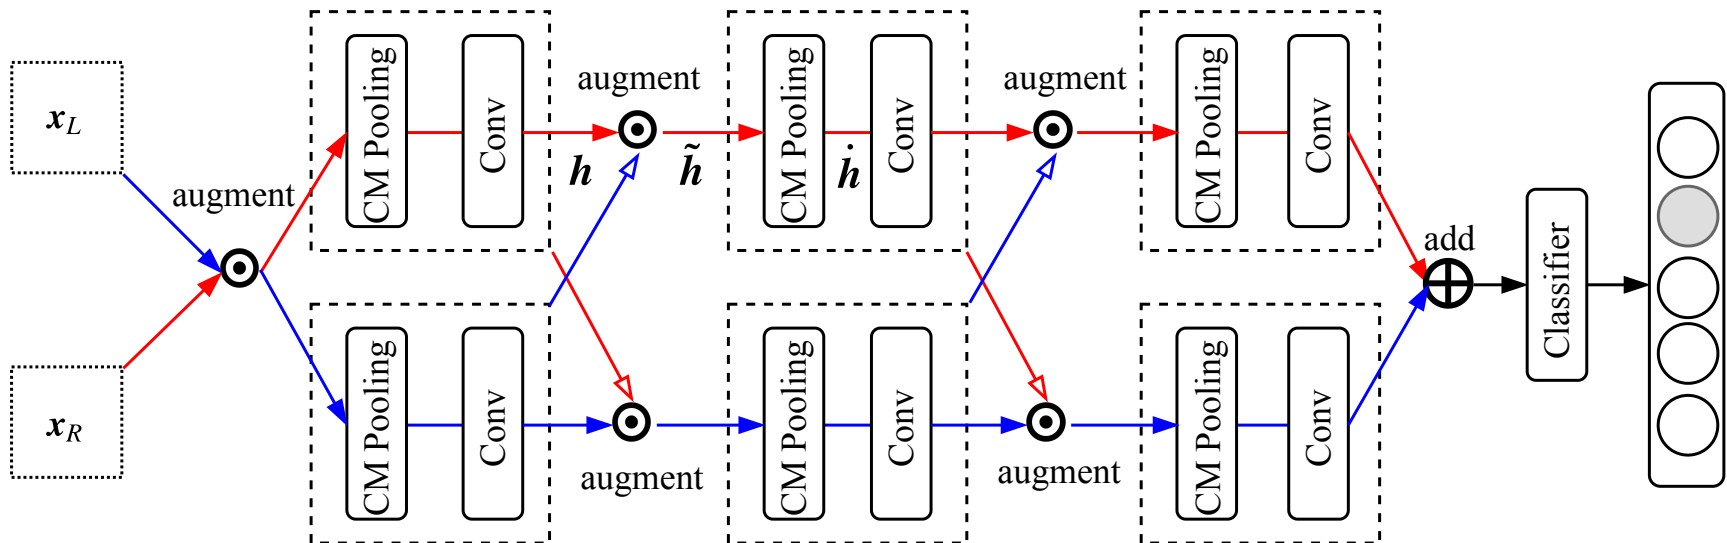 x_L
augment
x_R
CM Pooling
Conv
augment
h
h̃
CM Pooling
ḣ
Conv
augment
CM Pooling
Conv
CM Pooling
Conv
augment
CM Pooling
Conv
augment
CM Pooling
Conv
add
Classifier